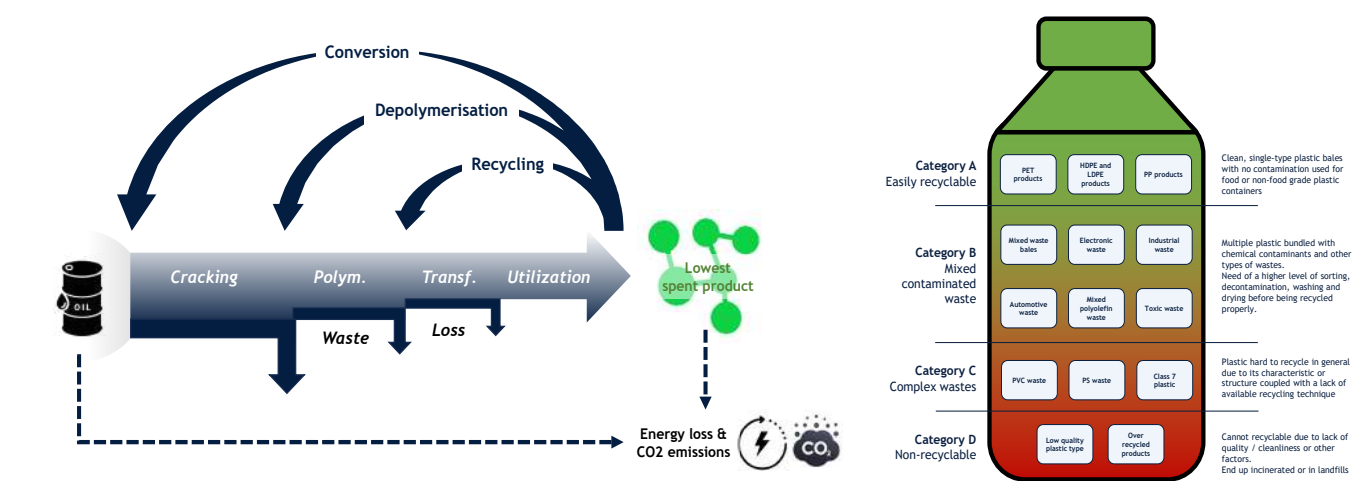 Conversion
Depolymerisation
Recycling
OIL
Cracking
Polym.
Transf.
Utilization
Waste
Loss
Lowest
spent product
Energy loss &
CO2 emissions
CO2
Category A
Easily recyclable
PET
products
HDPE and
LDPE
products
PP products
Clean, single-type plastic bales
with no contamination used for
food or non-food grade plastic
containers
Category B
Mixed
contaminated
waste
Mixed waste
bales
Electronic
waste
Industrial
waste
Automotive
waste
Mixed
polyolefin
waste
Toxic waste
Multiple plastic bundled with
chemical contaminants and other
types of wastes.
Need of a higher level of sorting,
decontamination, washing and
drying before being recycled
properly.
Category C
Complex wastes
PVC waste
PS waste
Class 7
plastic
Plastic hard to recycle in general
due to its characteristic or
structure coupled with a lack of
available recycling technique
Category D
Non-recyclable
Low quality
plastic type
Over
recycled
products
Cannot recyclable due to lack of
quality / cleanliness or other
factors.
End up incinerated or in landfills